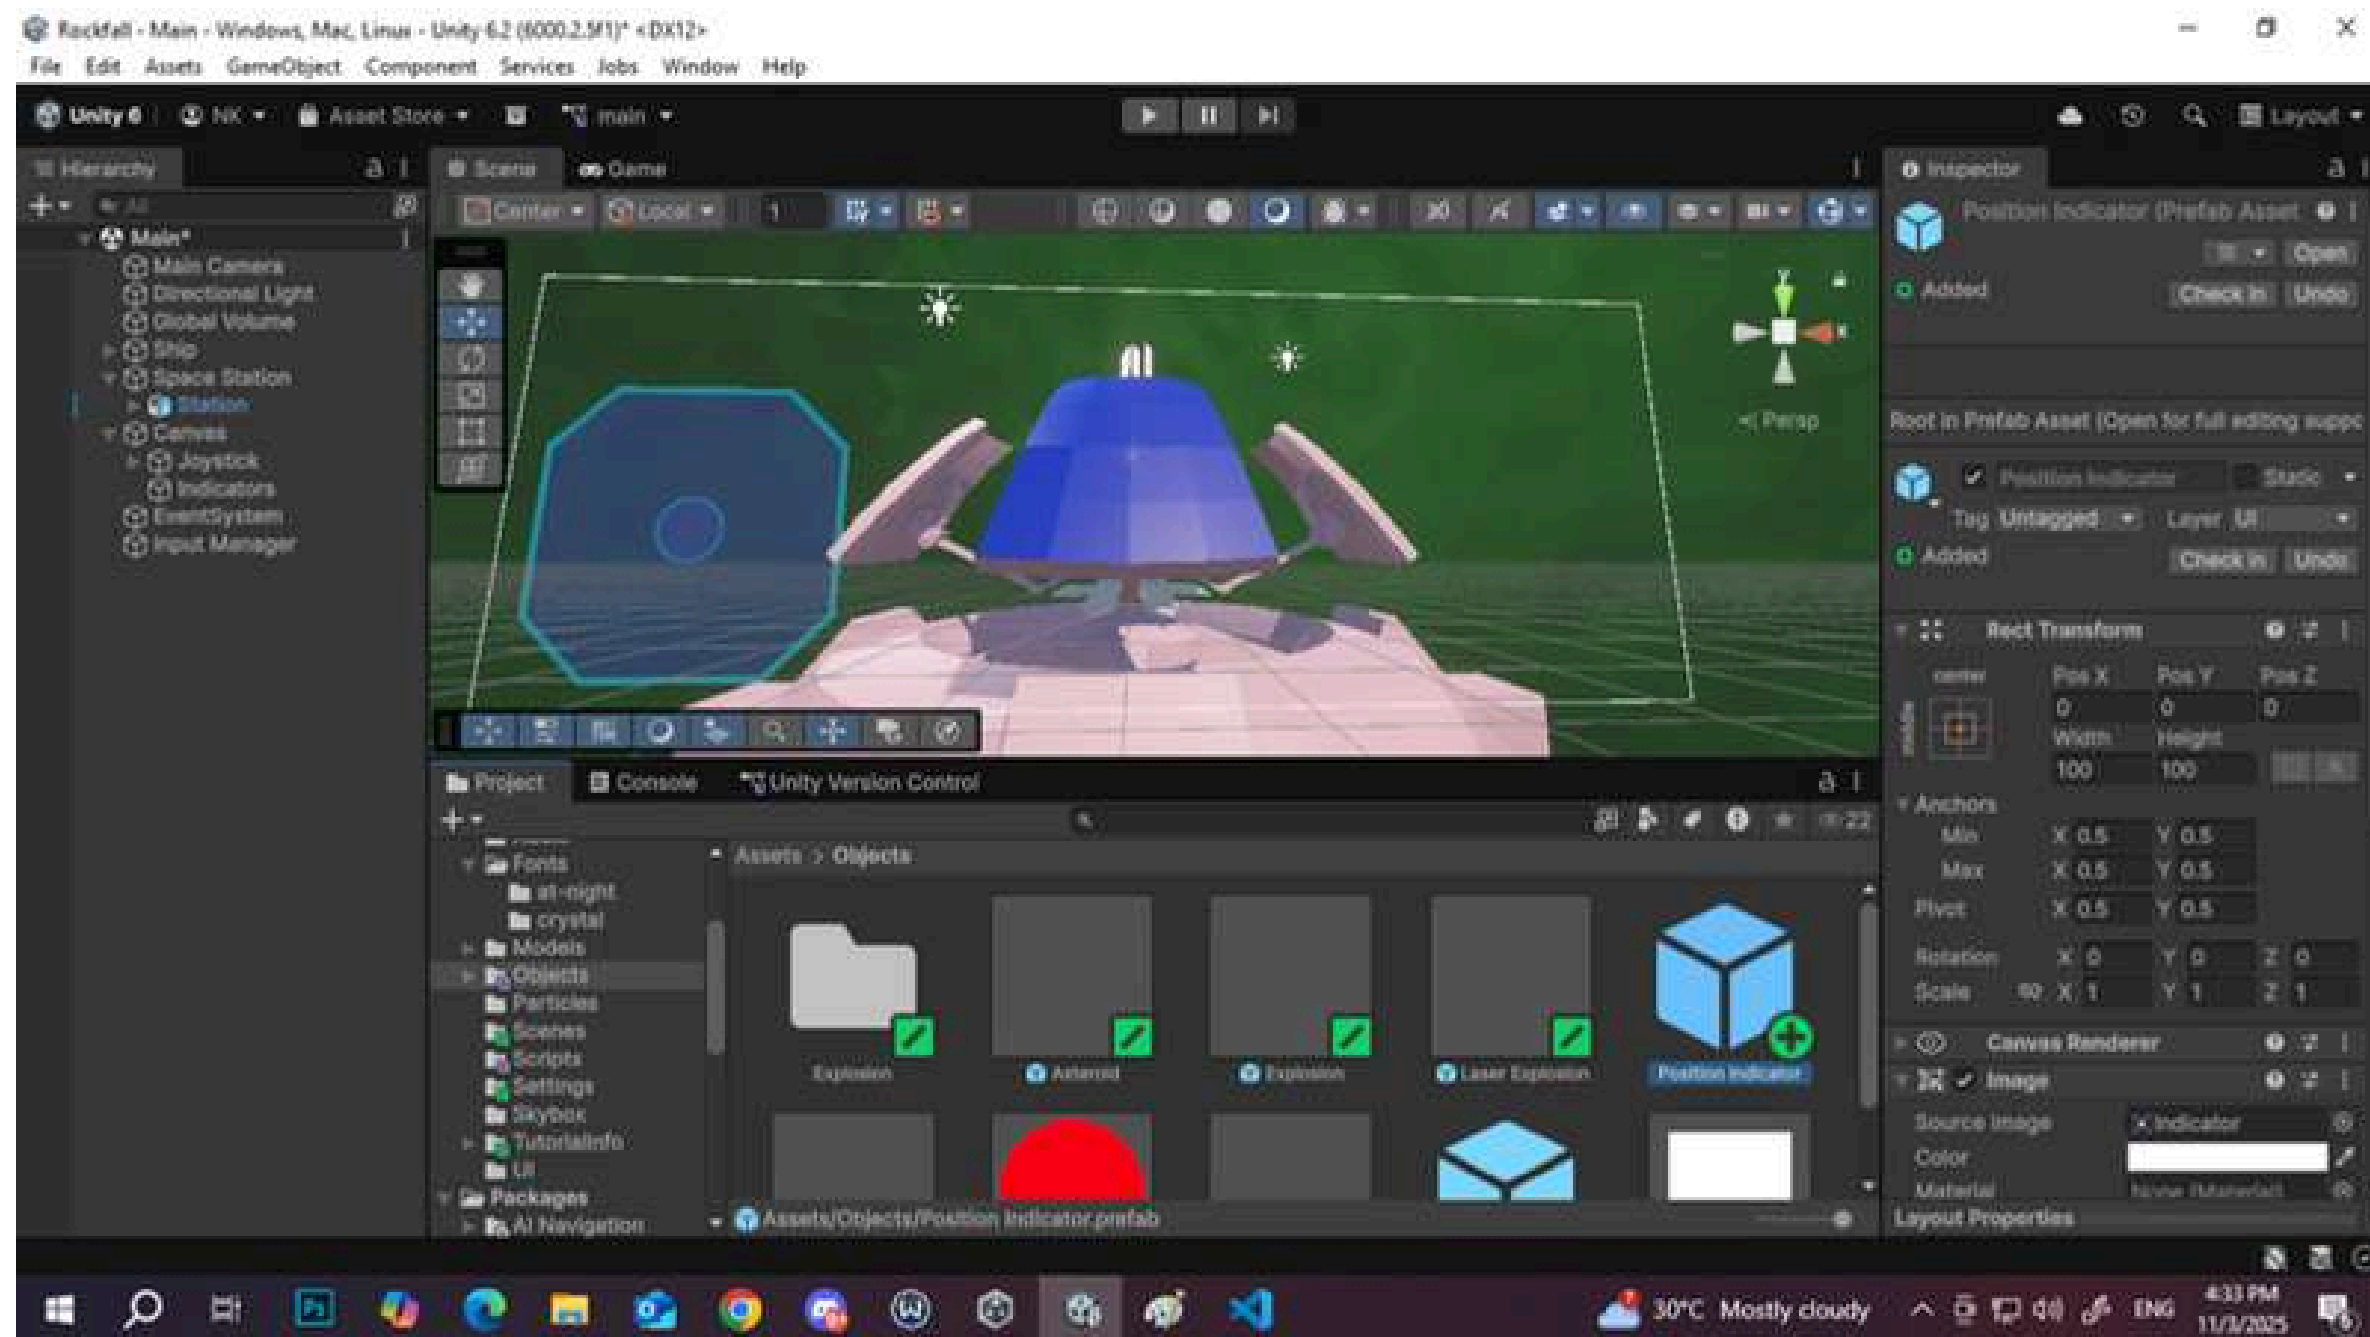 Rockfall - Main - Windows, Mac, Linux - Unity 6.2 (6000.2.5f1)* <DX12>
File Edit Assets GameObject Component Services Jobs Window Help
Unity 6 NK Asset Store main Layout
Hierarchy
All
Main*
Main Camera
Directional Light
Global Volume
Ship
Space Station
Station
Canvas
Joystick
Indicators
EventSystem
Input Manager
Scene Game
Center Local 1
AI
Y
X
Persp
Inspector
Position Indicator (Prefab Asset
Open
Added Check in Undo
Root in Prefab Asset (Open for full editing suppo
Position Indicator Static
Tag Untagged Layer UI
Added Check in Undo
Rect Transform
center Pos X Pos Y Pos Z
middle 0 0 0
Width Height
100 100
Anchors
Min X 0.5 Y 0.5
Max X 0.5 Y 0.5
Pivot X 0.5 Y 0.5
Rotation X 0 Y 0 Z 0
Scale X 1 Y 1 Z 1
Canvas Renderer
Image
Source Image Indicator
Color
Material None (Material)
Layout Properties
Project Console Unity Version Control
22
Fonts
at-night
crystal
Models
Objects
Particles
Scenes
Scripts
Settings
Skybox
TutorialInfo
UI
Packages
AI Navigation
Assets > Objects
Explosion Asteroid Explosion Laser Explosion Position Indicator
Assets/Objects/Position Indicator.prefab
30°C Mostly cloudy ENG 4:33 PM
11/3/2025